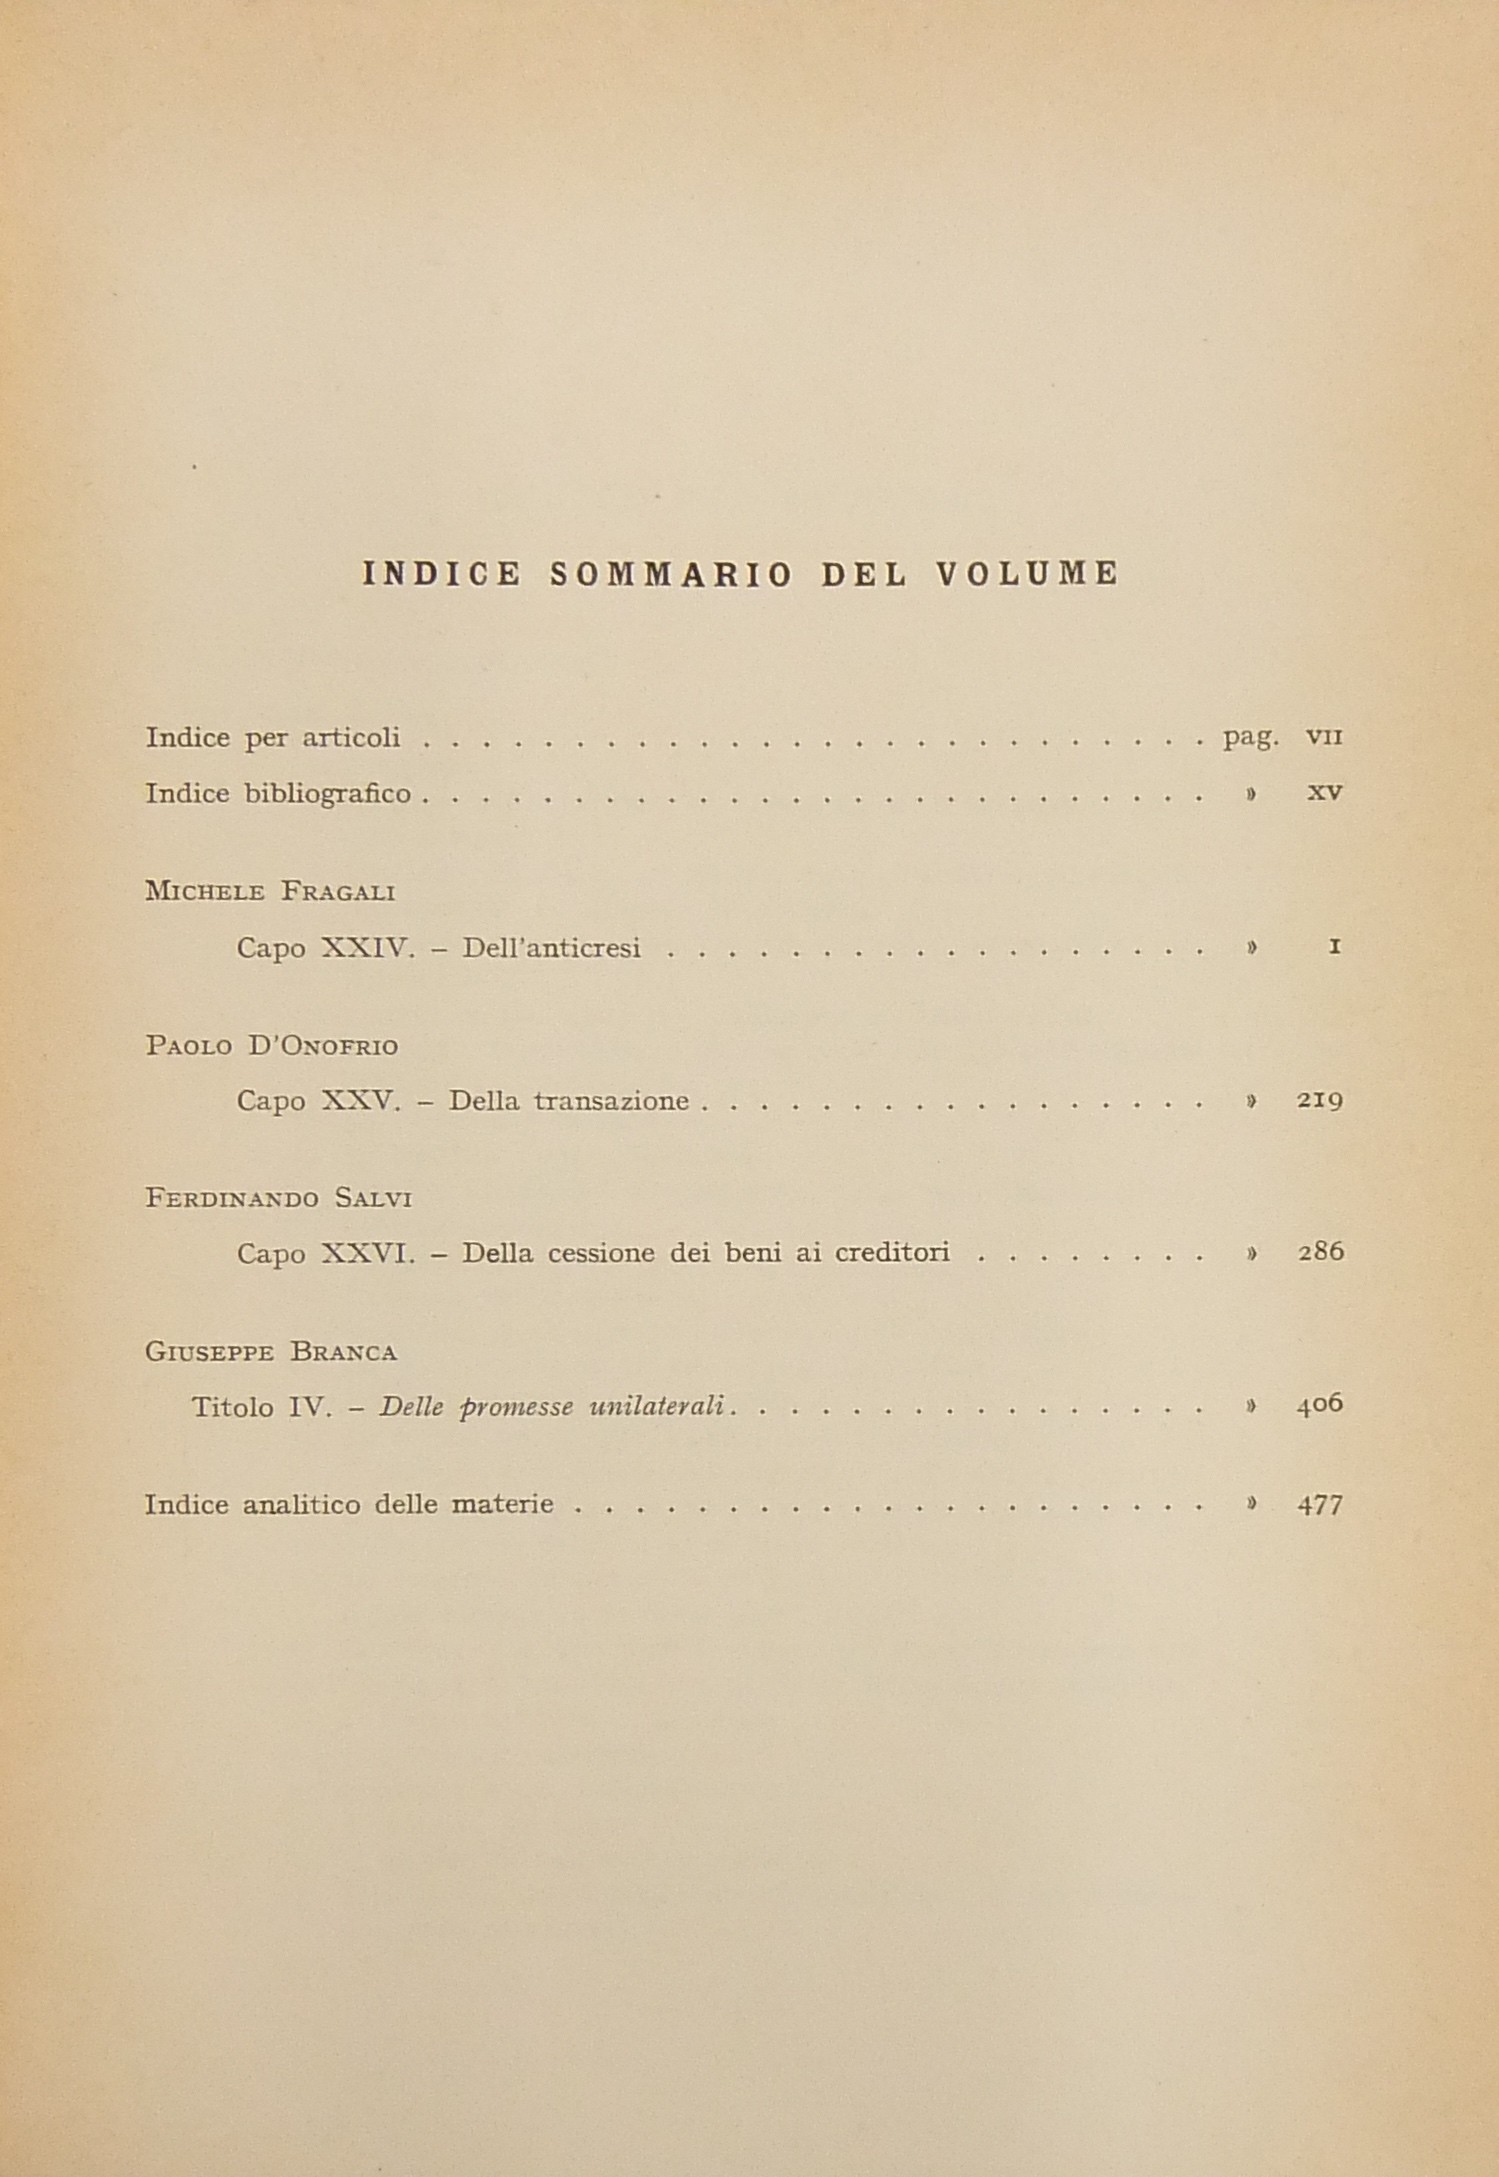 INDICE SOMMARIO DEL VOLUME
Indice per articoli . . . . . . . . . . . . . . . . . . . . . . . . . . pag. VII
Indice bibliografico . . . . . . . . . . . . . . . . . . . . . . . . . . » XV
MICHELE FRAGALI
Capo XXIV. – Dell'anticresi . . . . . . . . . . . . . . . . . . » 1
PAOLO D'ONOFRIO
Capo XXV. – Della transazione . . . . . . . . . . . . . . . . . » 219
FERDINANDO SALVI
Capo XXVI. – Della cessione dei beni ai creditori . . . . . . . . » 286
GIUSEPPE BRANCA
Titolo IV. – Delle promesse unilaterali . . . . . . . . . . . . . . . . » 406
Indice analitico delle materie . . . . . . . . . . . . . . . . . . . . . » 477